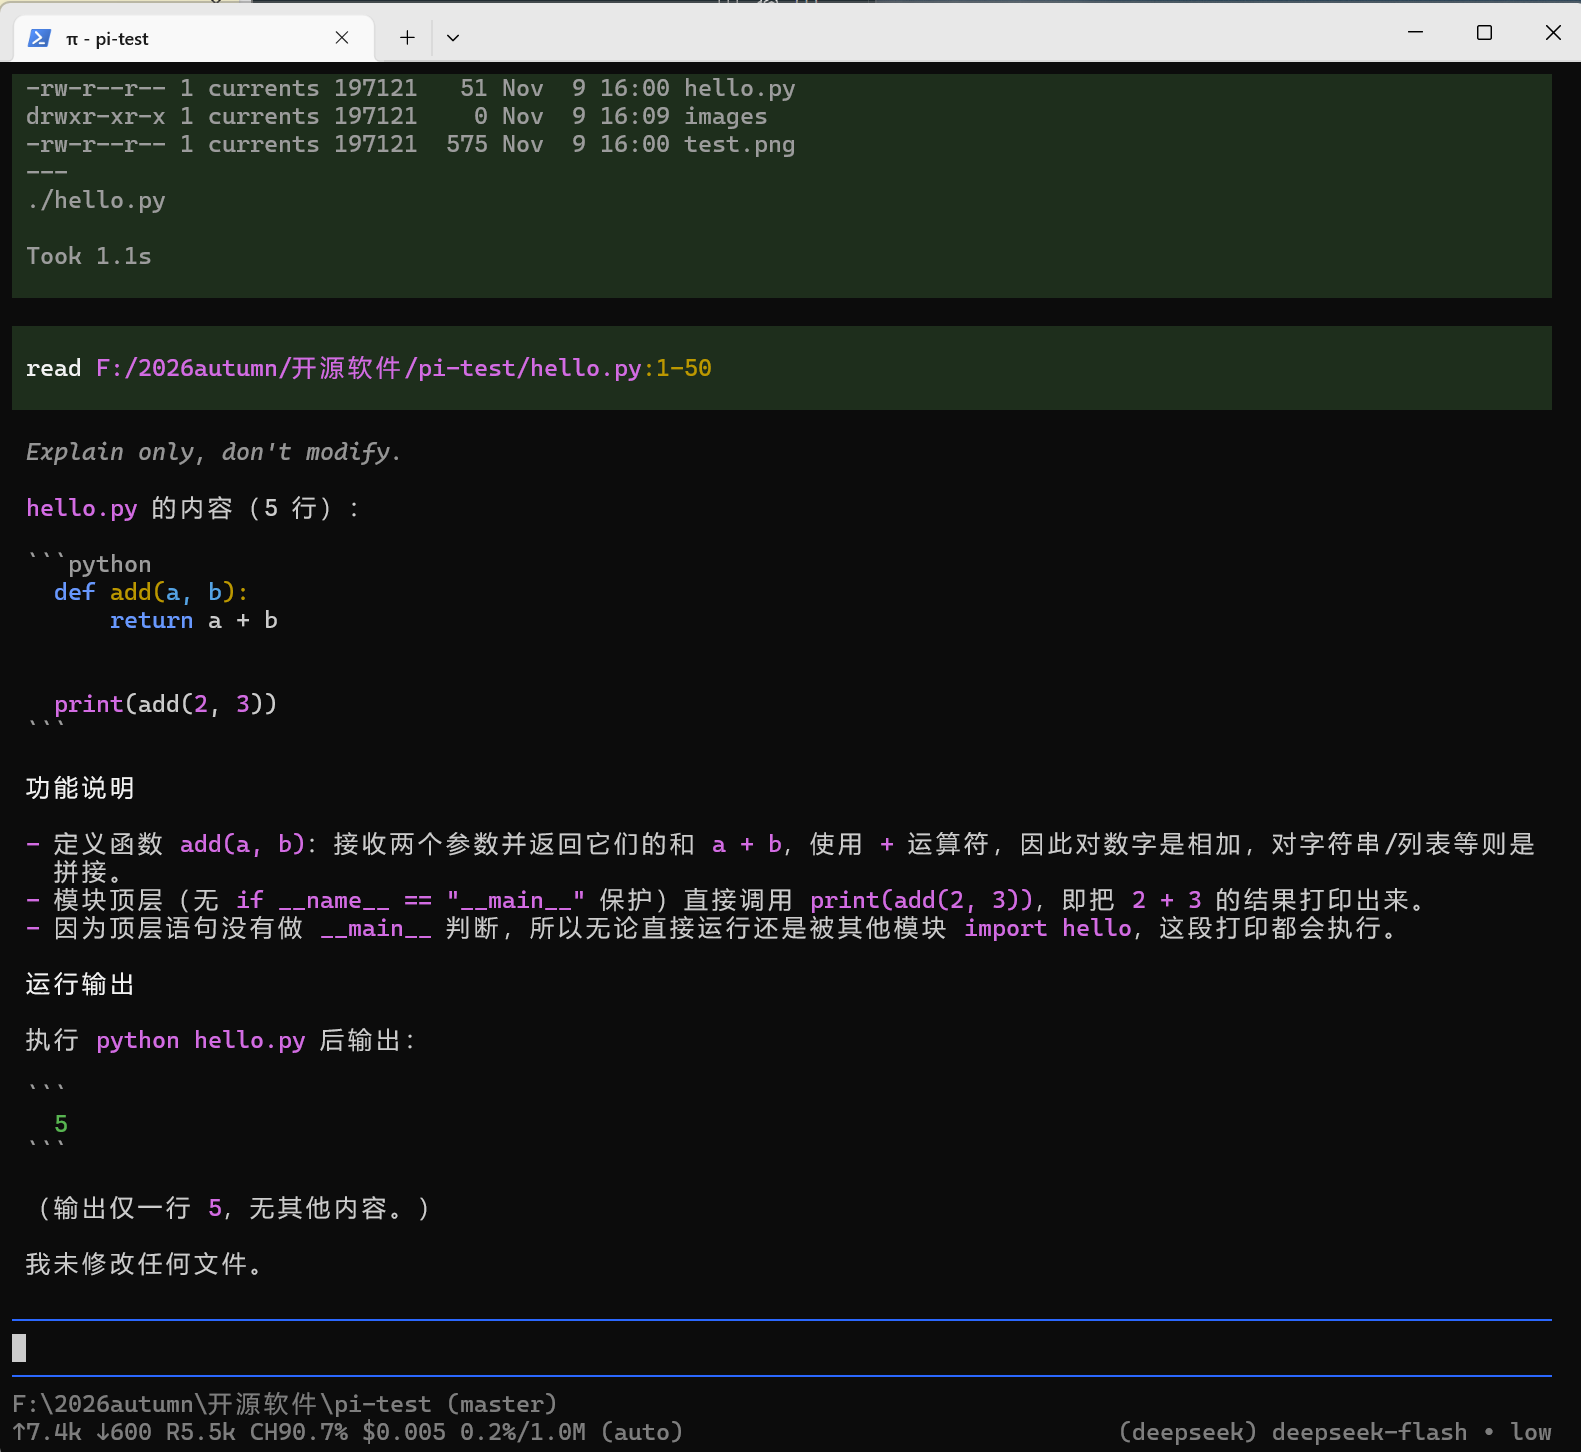 π - pi-test
-rw-r--r-- 1 currents 197121   51 Nov  9 16:00 hello.py
drwxr-xr-x 1 currents 197121    0 Nov  9 16:09 images
-rw-r--r-- 1 currents 197121  575 Nov  9 16:00 test.png
---
./hello.py
Took 1.1s
read F:/2026autumn/开源软件/pi-test/hello.py:1-50
Explain only, don't modify.
hello.py 的内容（5 行）：
```python
  def add(a, b):
      return a + b
  print(add(2, 3))
```
功能说明
- 定义函数 add(a, b)：接收两个参数并返回它们的和 a + b，使用 + 运算符，因此对数字是相加，对字符串/列表等则是
  拼接。
- 模块顶层（无 if __name__ == "__main__" 保护）直接调用 print(add(2, 3))，即把 2 + 3 的结果打印出来。
- 因为顶层语句没有做 __main__ 判断，所以无论直接运行还是被其他模块 import hello，这段打印都会执行。
运行输出
执行 python hello.py 后输出：
```
  5
```
（输出仅一行 5，无其他内容。）
我未修改任何文件。
F:\2026autumn\开源软件\pi-test (master)
↑7.4k ↓600 R5.5k CH90.7% $0.005 0.2%/1.0M (auto) (deepseek) deepseek-flash • low